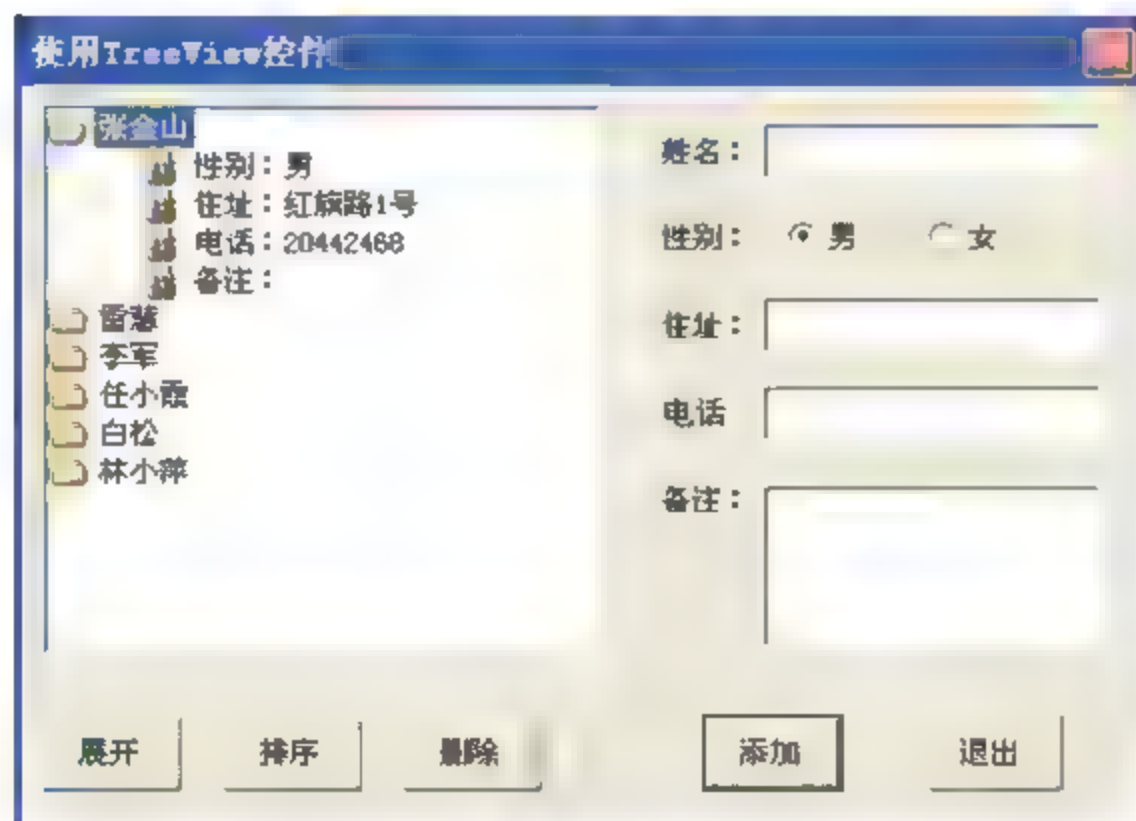 使用TreeView控件
张金山
性别：男
住址：红旗路1号
电话：20442468
备注：
雷慧
李军
任小霞
白松
林小萍
姓名：
性别： 男 女
住址：
电话
备注：
展开 排序 删除 添加 退出